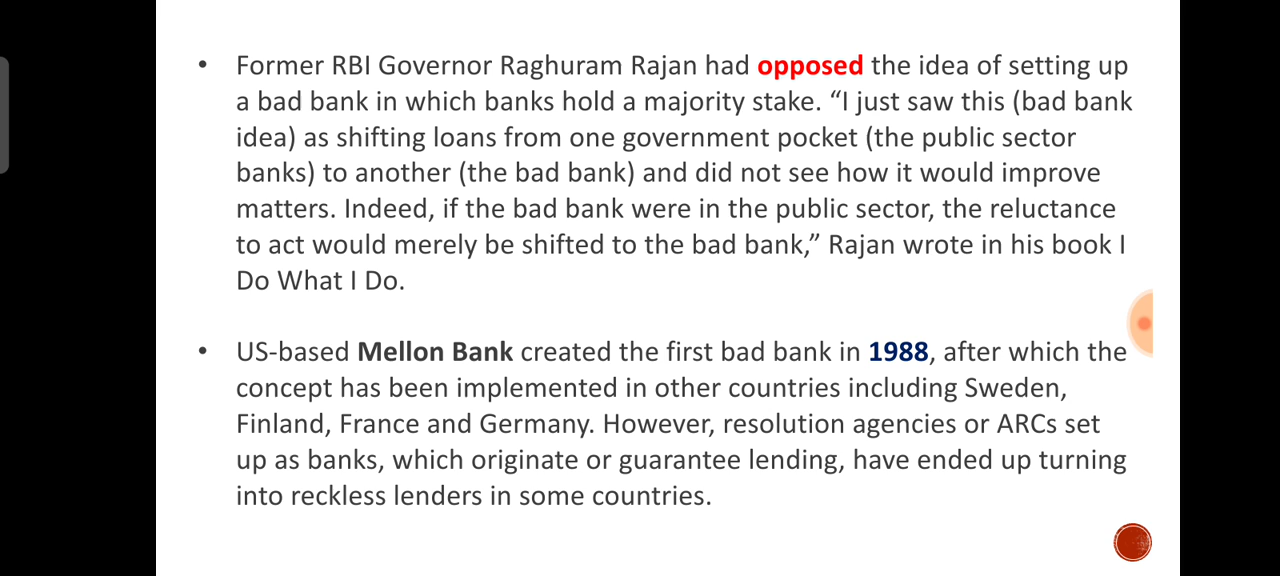 • Former RBI Governor Raghuram Rajan had opposed the idea of setting up
a bad bank in which banks hold a majority stake. “I just saw this (bad bank
idea) as shifting loans from one government pocket (the public sector
banks) to another (the bad bank) and did not see how it would improve
matters. Indeed, if the bad bank were in the public sector, the reluctance
to act would merely be shifted to the bad bank,” Rajan wrote in his book I
Do What I Do.
• US-based Mellon Bank created the first bad bank in 1988, after which the
concept has been implemented in other countries including Sweden,
Finland, France and Germany. However, resolution agencies or ARCs set
up as banks, which originate or guarantee lending, have ended up turning
into reckless lenders in some countries.